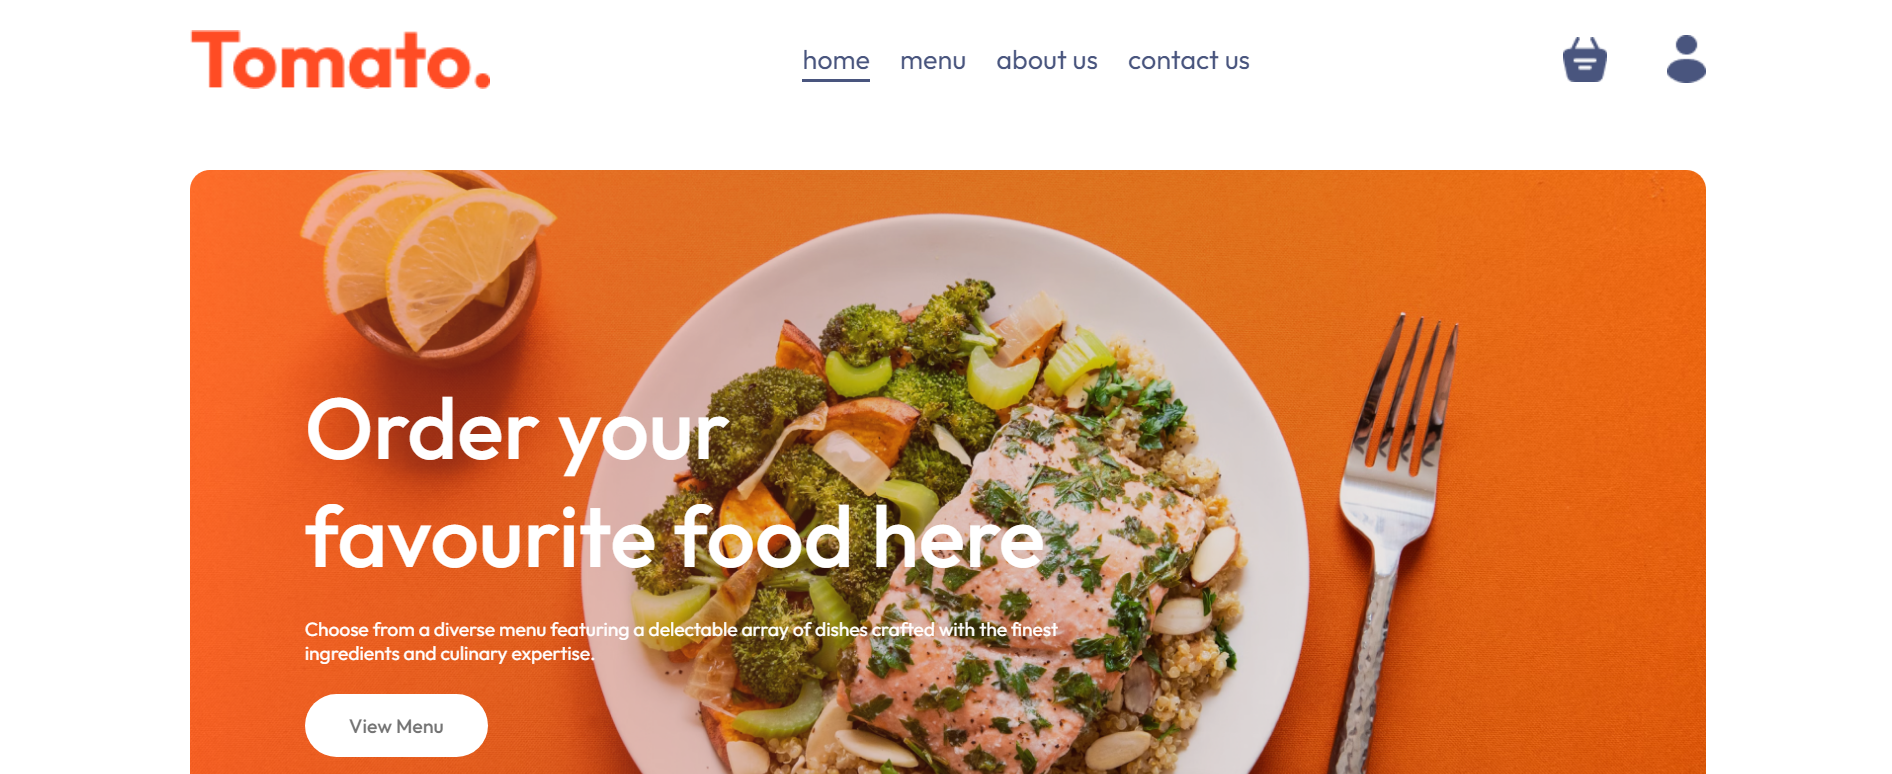 Tomato.
home menu about us contact us
Order your
favourite food here
Choose from a diverse menu featuring a delectable array of dishes crafted with the finest
ingredients and culinary expertise.
View Menu